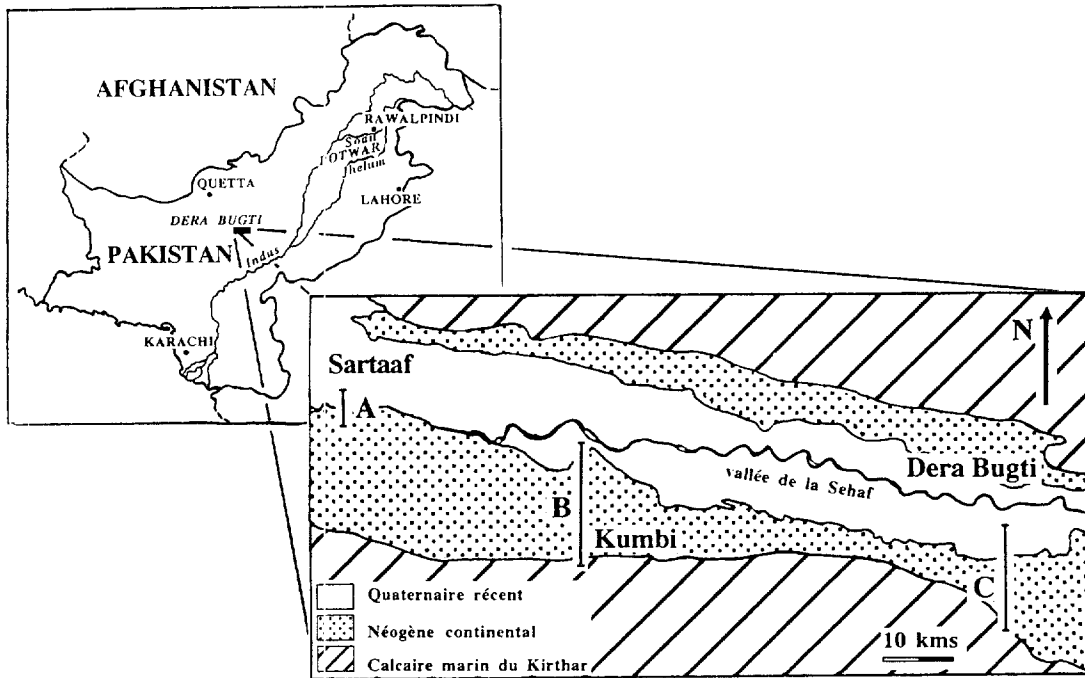 AFGHANISTAN
RAWALPINDI
Soan
POTWAR
Jhelum
QUETTA
LAHORE
DERA BUGTI
PAKISTAN
Indus
KARACHI
N
Sartaaf
A
Dera Bugti
vallée de la Sehaf
B
Kumbi
C
Quaternaire récent
Néogène continental
10 kms
Calcaire marin du Kirthar